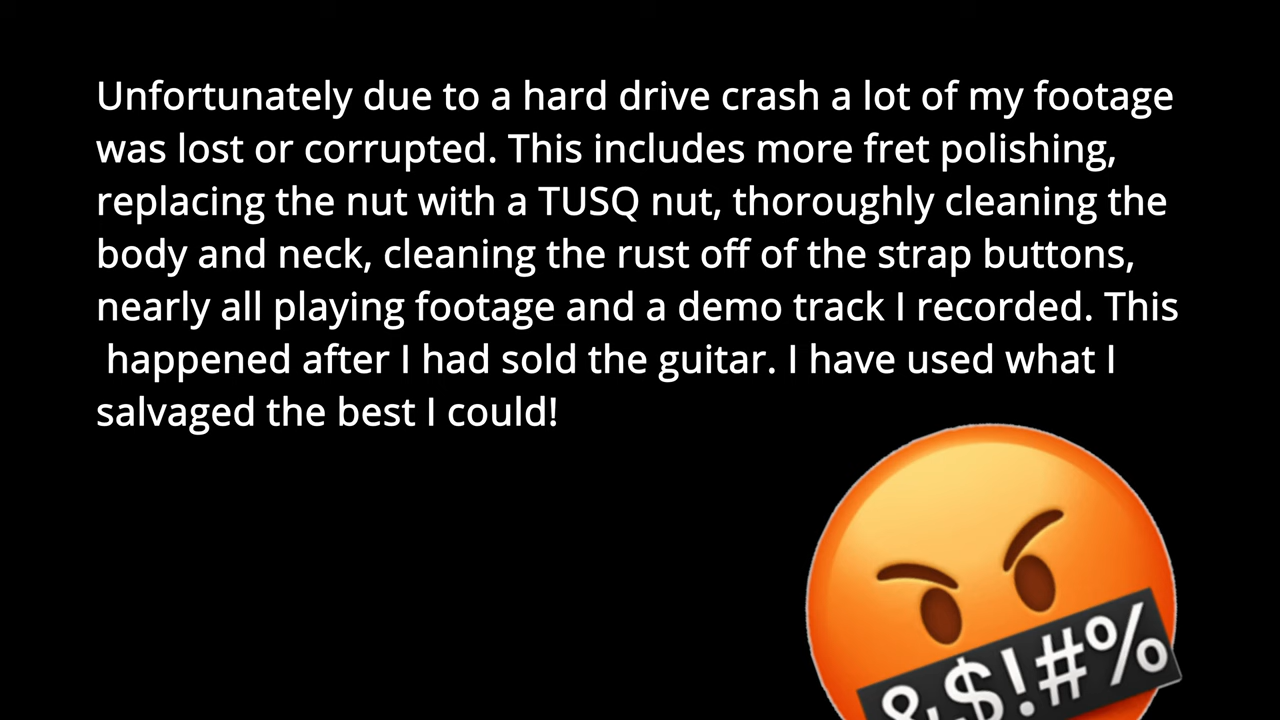 Unfortunately due to a hard drive crash a lot of my footage
was lost or corrupted. This includes more fret polishing,
replacing the nut with a TUSQ nut, thoroughly cleaning the
body and neck, cleaning the rust off of the strap buttons,
nearly all playing footage and a demo track I recorded. This
happened after I had sold the guitar. I have used what I
salvaged the best I could!
&$!#%